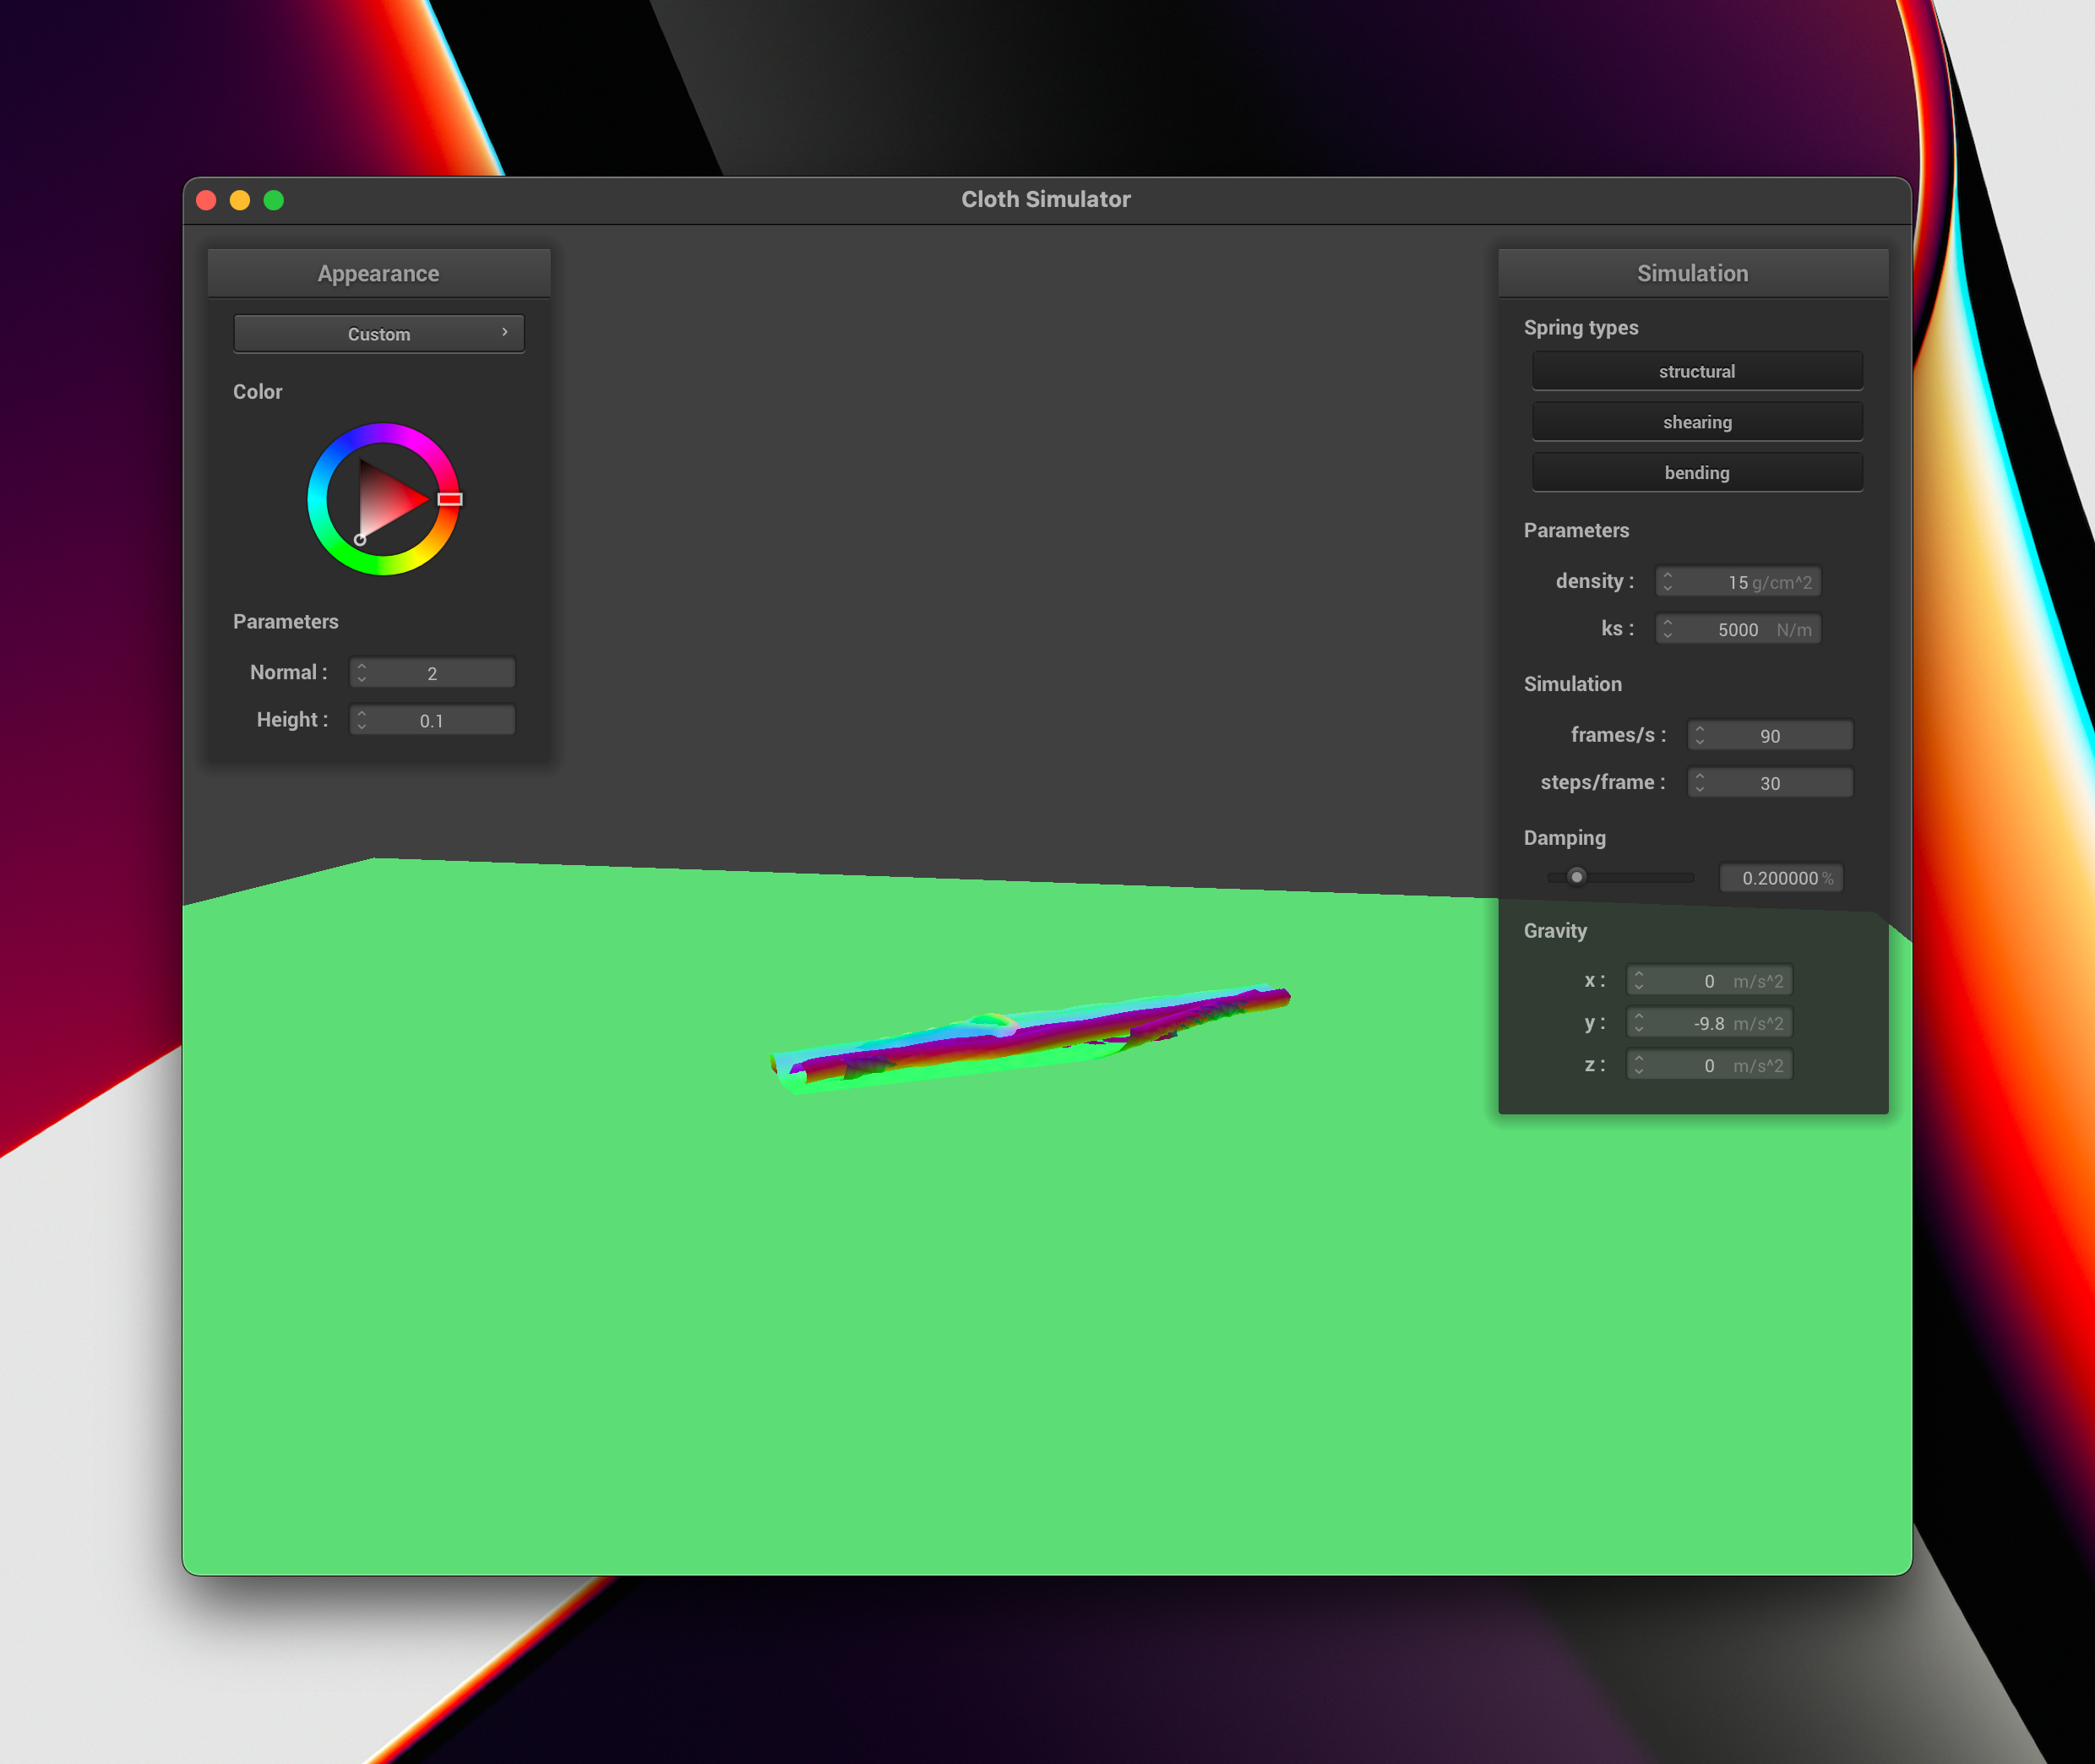 Cloth Simulator
Appearance
Custom
Color
Parameters
Normal : 2
Height : 0.1
Simulation
Spring types
structural
shearing
bending
Parameters
density : 15 g/cm^2
ks : 5000 N/m
Simulation
frames/s : 90
steps/frame : 30
Damping
0.200000 %
Gravity
x : 0 m/s^2
y : -9.8 m/s^2
z : 0 m/s^2